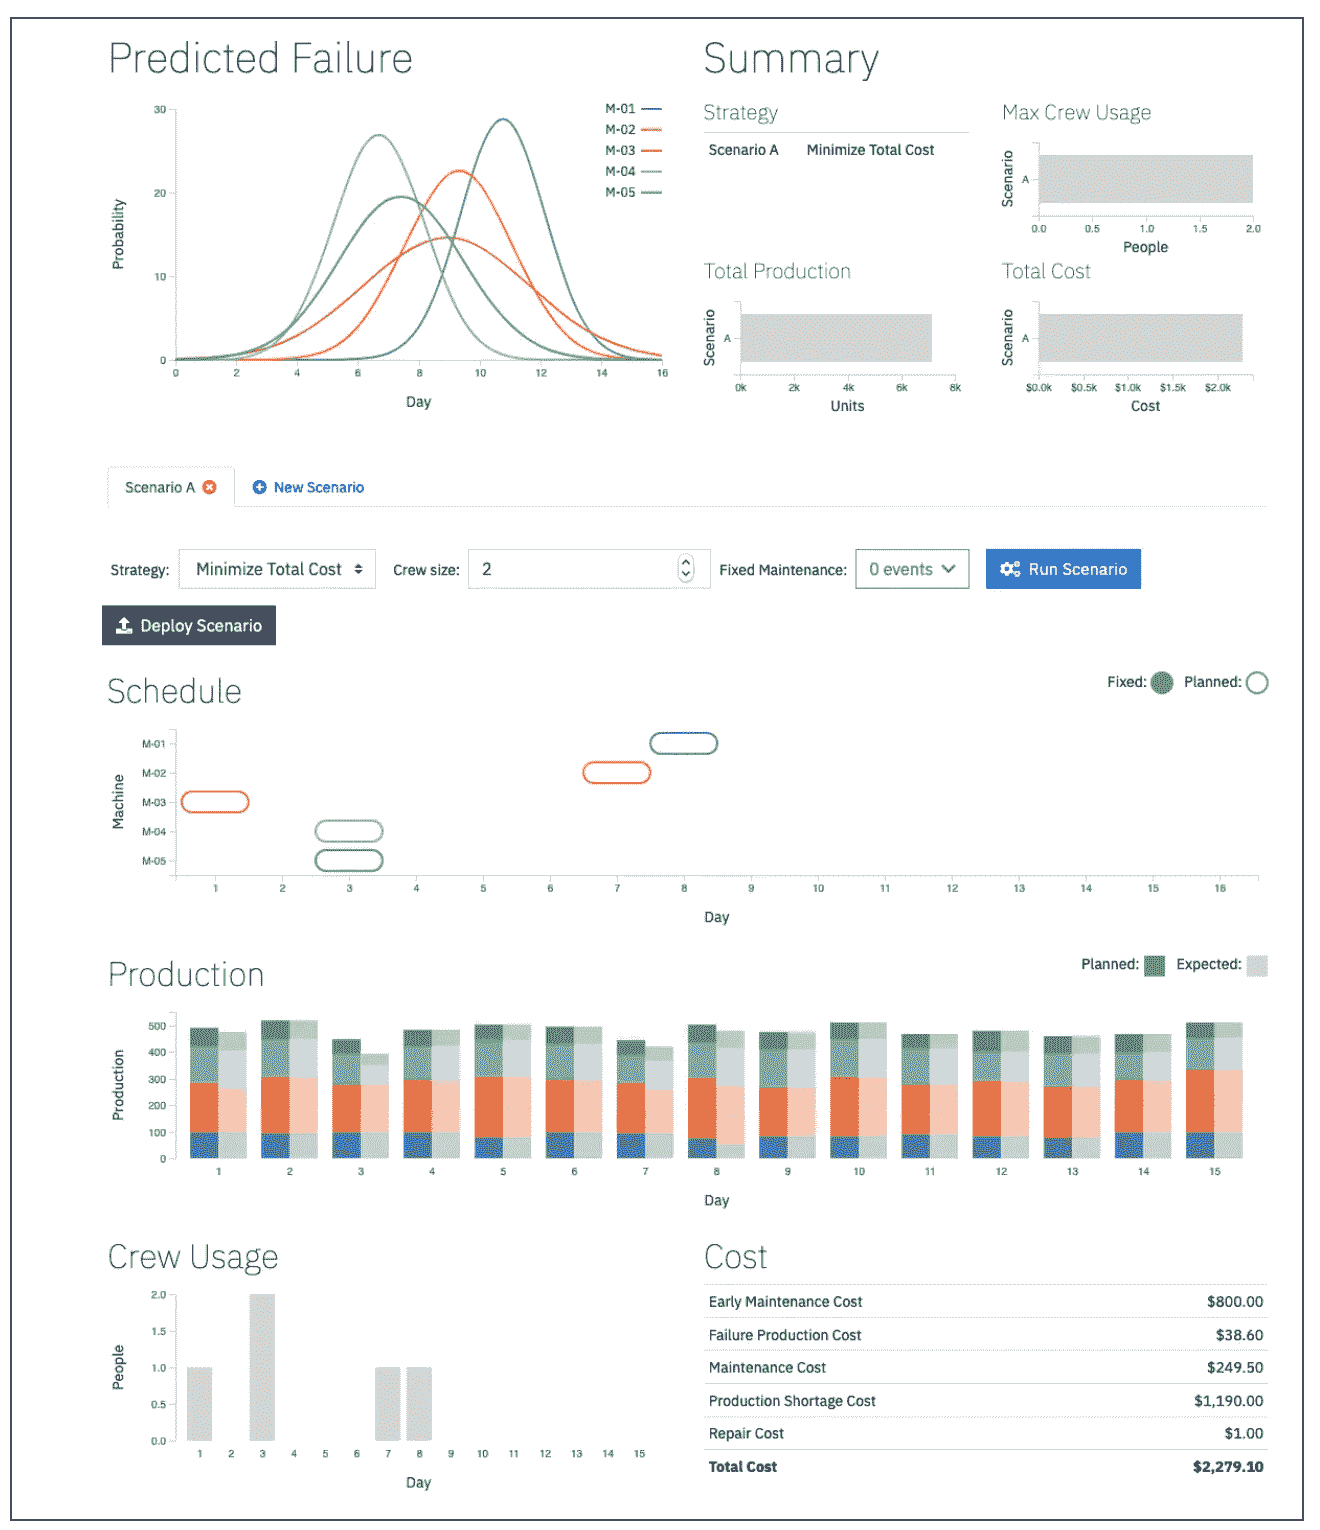 Predicted Failure
Probability
30
20
10
0
0 2 4 6 8 10 12 14 16
Day
M-01
M-02
M-03
M-04
M-05
Summary
Strategy
Scenario A Minimize Total Cost
Max Crew Usage
Scenario
A
0.0 0.5 1.0 1.5 2.0
People
Total Production
Scenario
A
0k 2k 4k 6k 8k
Units
Total Cost
Scenario
A
$0.0k $0.5k $1.0k $1.5k $2.0k
Cost
Scenario A New Scenario
Strategy: Minimize Total Cost Crew size: 2 Fixed Maintenance: 0 events Run Scenario
Deploy Scenario
Schedule
Fixed: Planned:
Machine
M-01
M-02
M-03
M-04
M-05
1 2 3 4 5 6 7 8 9 10 11 12 13 14 15 16
Day
Production
Planned: Expected:
Production
500
400
300
200
100
0
1 2 3 4 5 6 7 8 9 10 11 12 13 14 15
Day
Crew Usage
People
2.0
1.5
1.0
0.5
0.0
1 2 3 4 5 6 7 8 9 10 11 12 13 14 15
Day
Cost
Early Maintenance Cost $800.00
Failure Production Cost $38.60
Maintenance Cost $249.50
Production Shortage Cost $1,190.00
Repair Cost $1.00
Total Cost $2,279.10